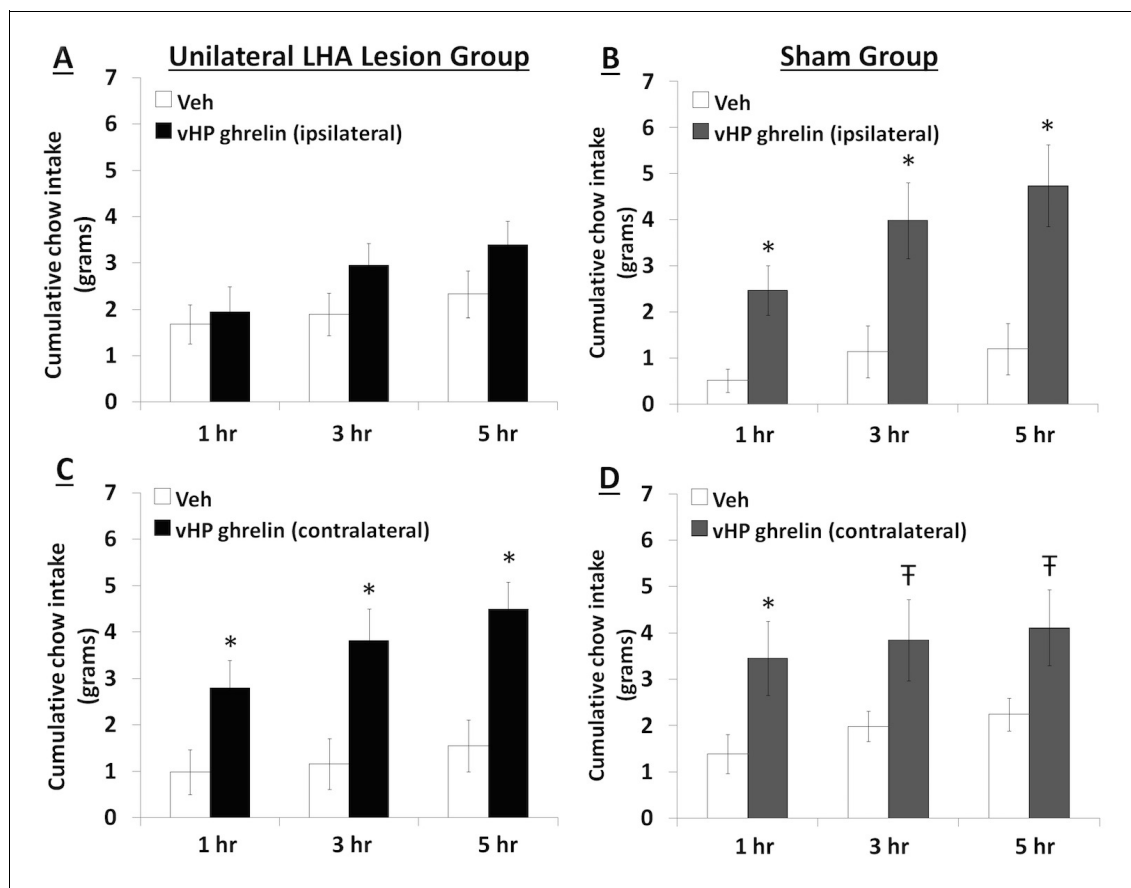 A
Unilateral LHA Lesion Group
7
6
5
4
3
2
1
0
Cumulative chow intake
(grams)
Veh
vHP ghrelin (ipsilateral)
1 hr
3 hr
5 hr
B
Sham Group
7
6
5
4
3
2
1
0
Cumulative chow intake
(grams)
Veh
vHP ghrelin (ipsilateral)
*
*
*
1 hr
3 hr
5 hr
C
7
6
5
4
3
2
1
0
Cumulative chow intake
(grams)
Veh
vHP ghrelin (contralateral)
*
*
*
1 hr
3 hr
5 hr
D
7
6
5
4
3
2
1
0
Cumulative chow intake
(grams)
Veh
vHP ghrelin (contralateral)
*
Ŧ
Ŧ
1 hr
3 hr
5 hr